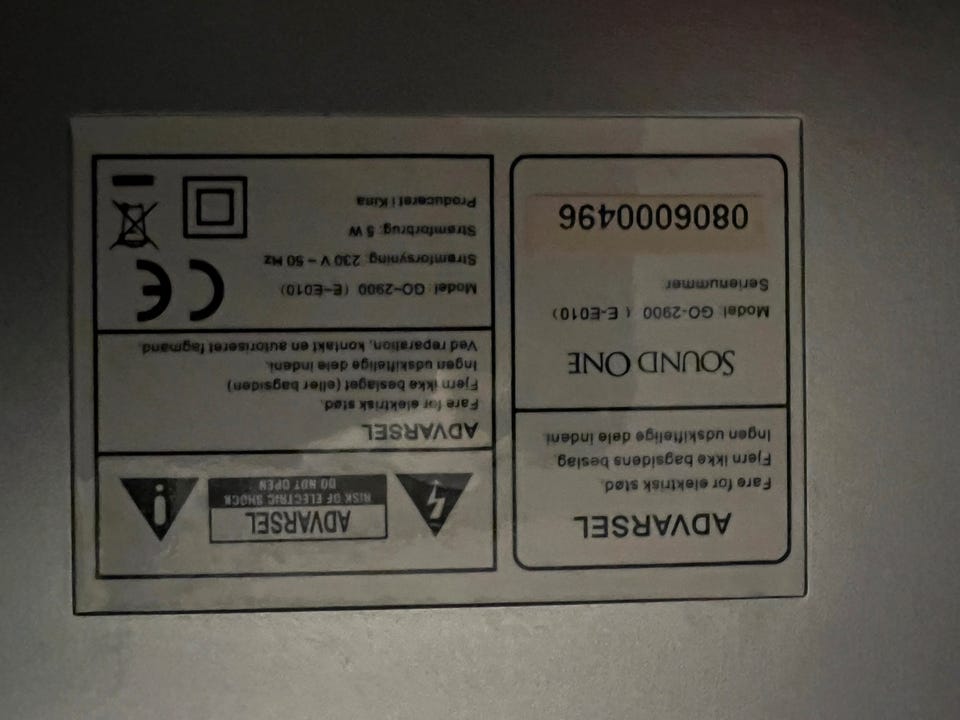 ADVARSEL
Fare for elektrisk stød.
Fjern ikke bagsidens beslag.
Ingen udskiftelige dele indeni.
SOUND ONE
Model GO-2900 ( E-E010)
Serienummer
0806000496
ADVARSEL
RISK OF ELECTRIC SHOCK
DO NOT OPEN
ADVARSEL
Fare for elektrisk stød.
Fjern ikke beslaget (eller bagsiden)
Ingen udskiftelige dele indeni.
Ved reparation, kontakt en autoriseret fagmand.
Model: GO-2900 (E-E010)
Strømforsyning: 230 V ~ 50 Hz
Strømforbrug: 5 W
Produceret i Kina
CE